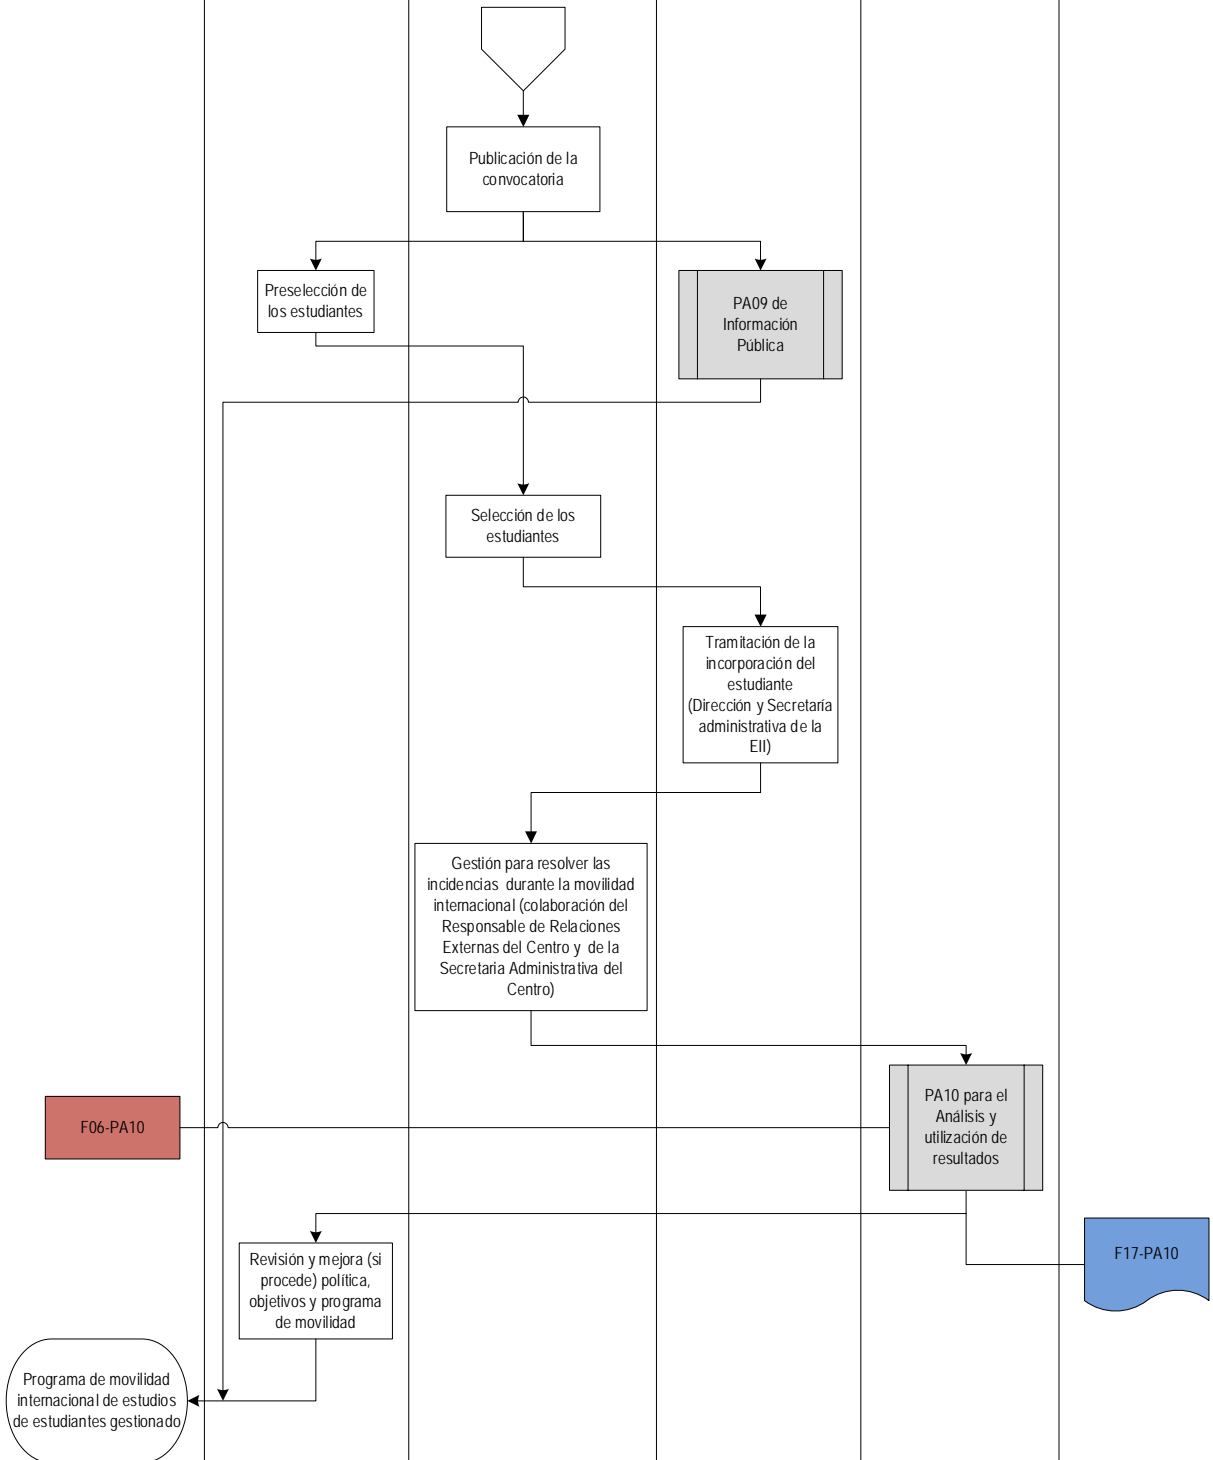 Publicación de la
convocatoria
Preselección de
los estudiantes
PA09 de
Información
Pública
Selección de los
estudiantes
Tramitación de la
incorporación del
estudiante
(Dirección y Secretaría
administrativa de la
EII)
Gestión para resolver las
incidencias durante la movilidad
internacional (colaboración del
Responsable de Relaciones
Externas del Centro y de la
Secretaria Administrativa del
Centro)
PA10 para el
Análisis y
utilización de
resultados
F06-PA10
F17-PA10
Revisión y mejora (si
procede) política,
objetivos y programa
de movilidad
Programa de movilidad
internacional de estudios
de estudiantes gestionado